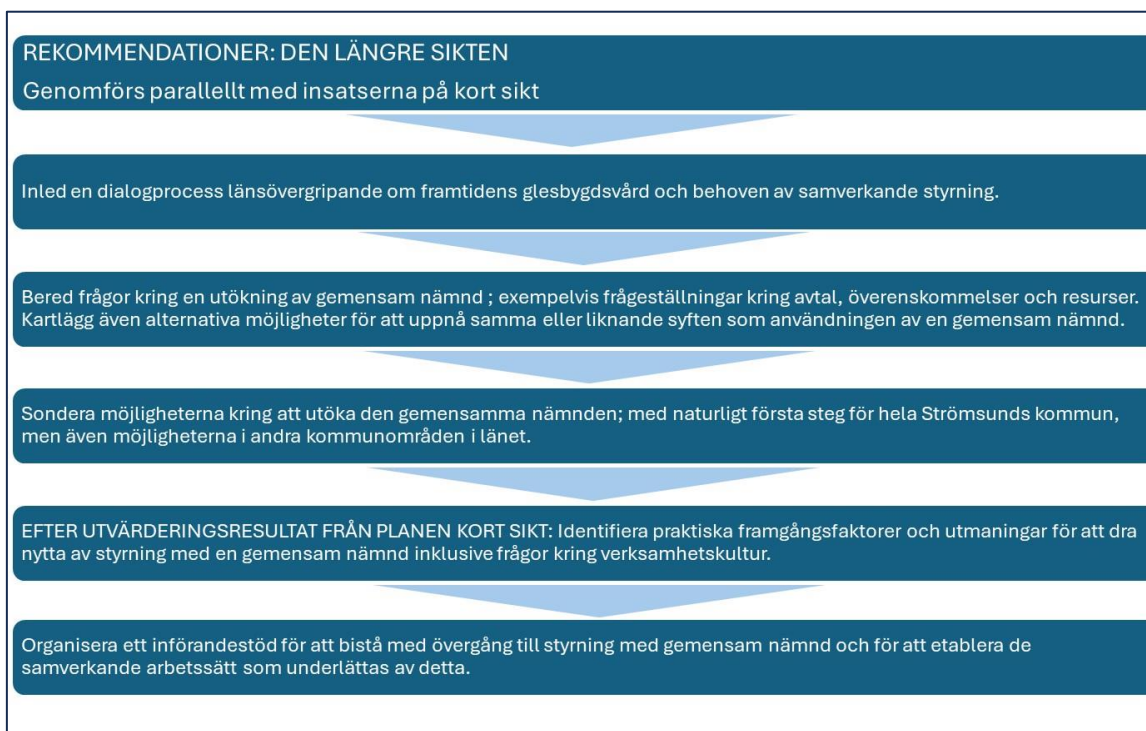 REKOMMENDATIONER: DEN LÄNGRE SIKTEN
Genomförs parallellt med insatserna på kort sikt
Inled en dialogprocess länsövergripande om framtidens glesbygdsvård och behoven av samverkande styrning.
Bered frågor kring en utökning av gemensam nämnd ; exempelvis frågeställningar kring avtal, överenskommelser och resurser.
Kartlägg även alternativa möjligheter för att uppnå samma eller liknande syften som användningen av en gemensam nämnd.
Sondera möjligheterna kring att utöka den gemensamma nämnden; med naturligt första steg för hela Strömsunds kommun,
men även möjligheterna i andra kommunområden i länet.
EFTER UTVÄRDERINGSRESULTAT FRÅN PLANEN KORT SIKT: Identifiera praktiska framgångsfaktorer och utmaningar för att dra
nytta av styrning med en gemensam nämnd inklusive frågor kring verksamhetskultur.
Organisera ett införandestöd för att bistå med övergång till styrning med gemensam nämnd och för att etablera de
samverkande arbetssätt som underlättas av detta.